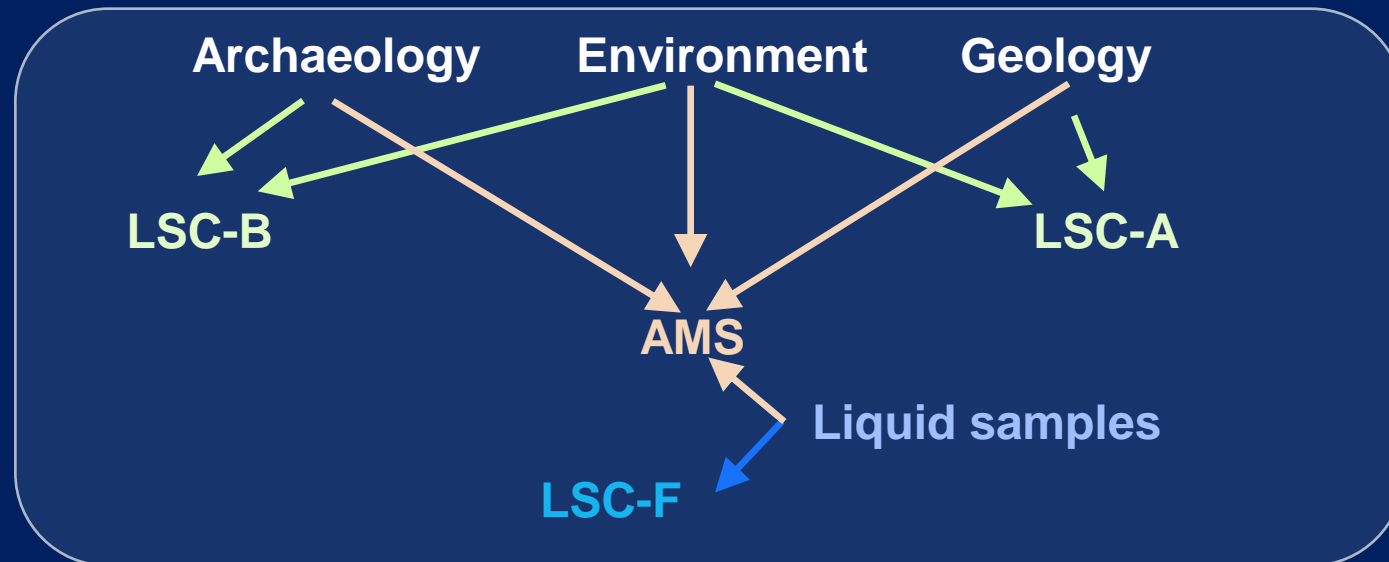 Archaeology Environment Geology
LSC-B LSC-A
AMS
Liquid samples
LSC-F